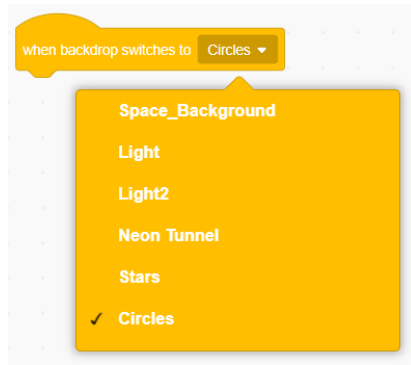 when backdrop switches to Circles
Space_Background
Light
Light2
Neon Tunnel
Stars
Circles